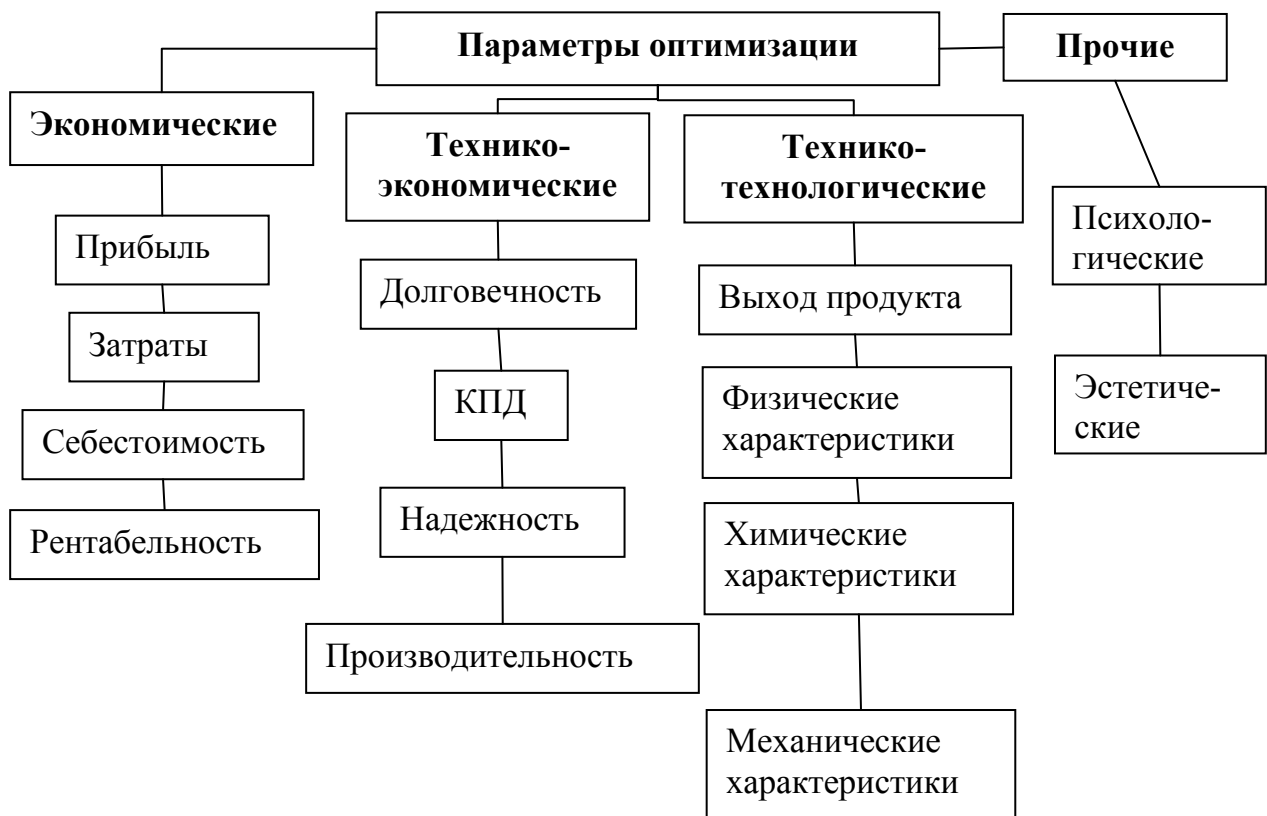 Параметры оптимизации
Прочие
Экономические
Технико-
экономические
Технико-
технологические
Прибыль
Затраты
Себестоимость
Рентабельность
Долговечность
КПД
Надежность
Производительность
Выход продукта
Физические
характеристики
Химические
характеристики
Механические
характеристики
Психоло-
гические
Эстетиче-
ские